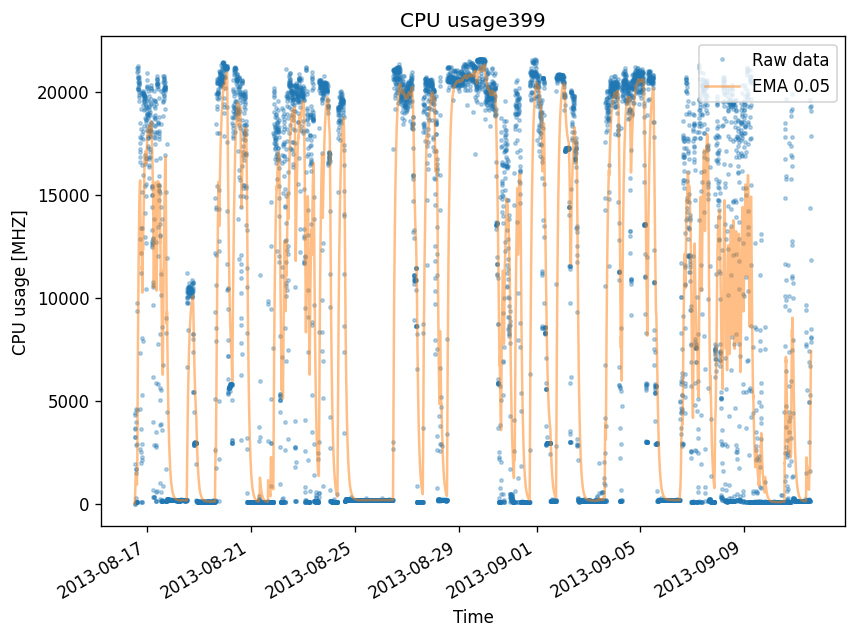 CPU usage399
Raw data
EMA 0.05
CPU usage [MHZ]
20000
15000
10000
5000
0
2013-08-17
2013-08-21
2013-08-25
2013-08-29
2013-09-01
2013-09-05
2013-09-09
Time